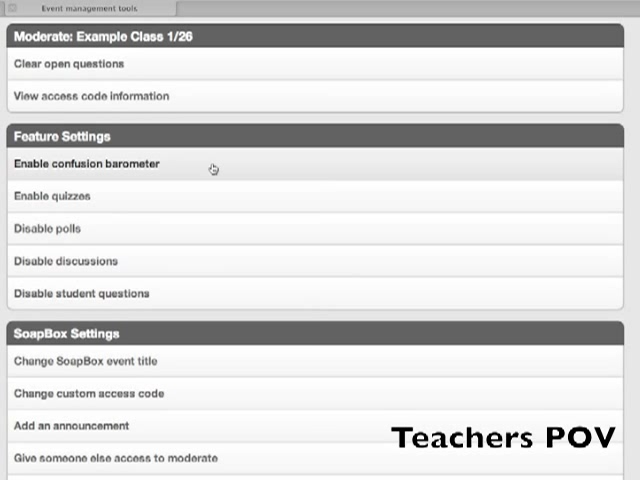 Event management tools
Moderate: Example Class 1/26
Clear open questions
View access code information
Feature Settings
Enable confusion barometer
Enable quizzes
Disable polls
Disable discussions
Disable student questions
SoapBox Settings
Change SoapBox event title
Change custom access code
Add an announcement
Give someone else access to moderate
Teachers POV